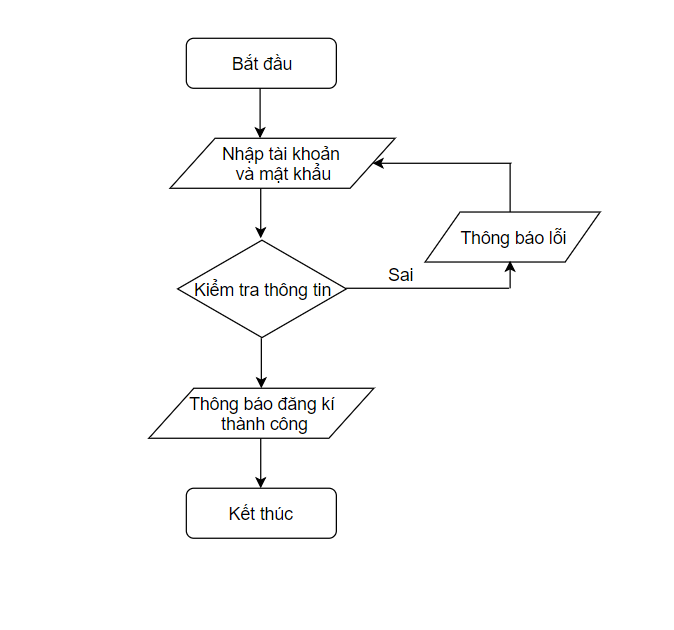 Bắt đầu
Nhập tài khoản
và mật khẩu
Thông báo lỗi
Sai
Kiểm tra thông tin
Thông báo đăng kí
thành công
Kết thúc